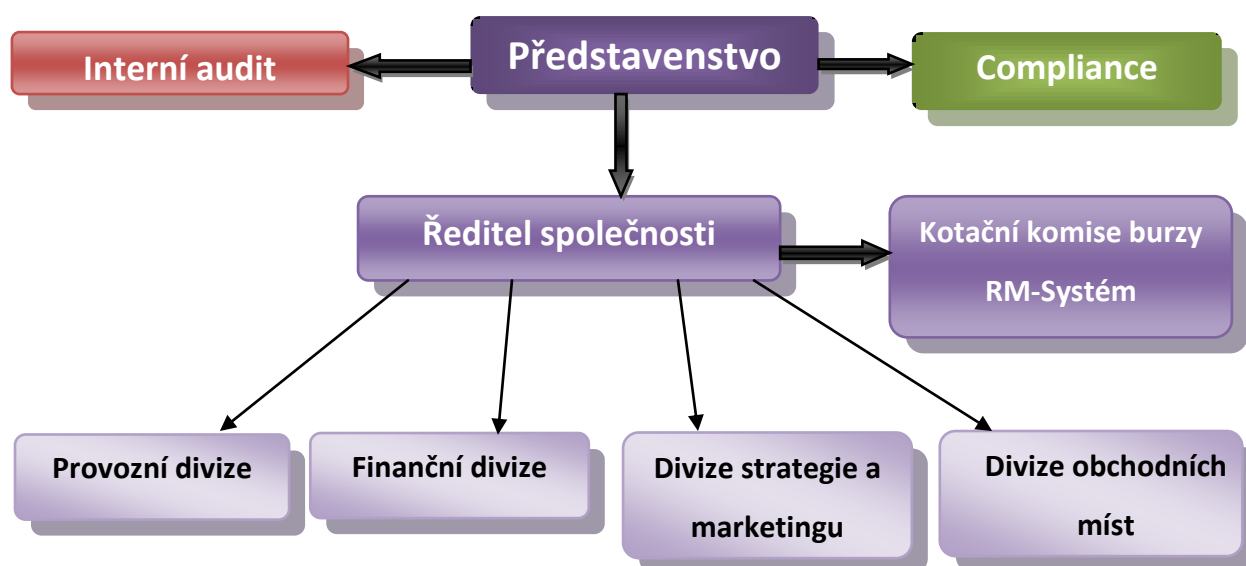 Interní audit
Představenstvo
Compliance
Ředitel společnosti
Kotační komise burzy
RM-Systém
Provozní divize
Finanční divize
Divize strategie a
marketingu
Divize obchodních
míst